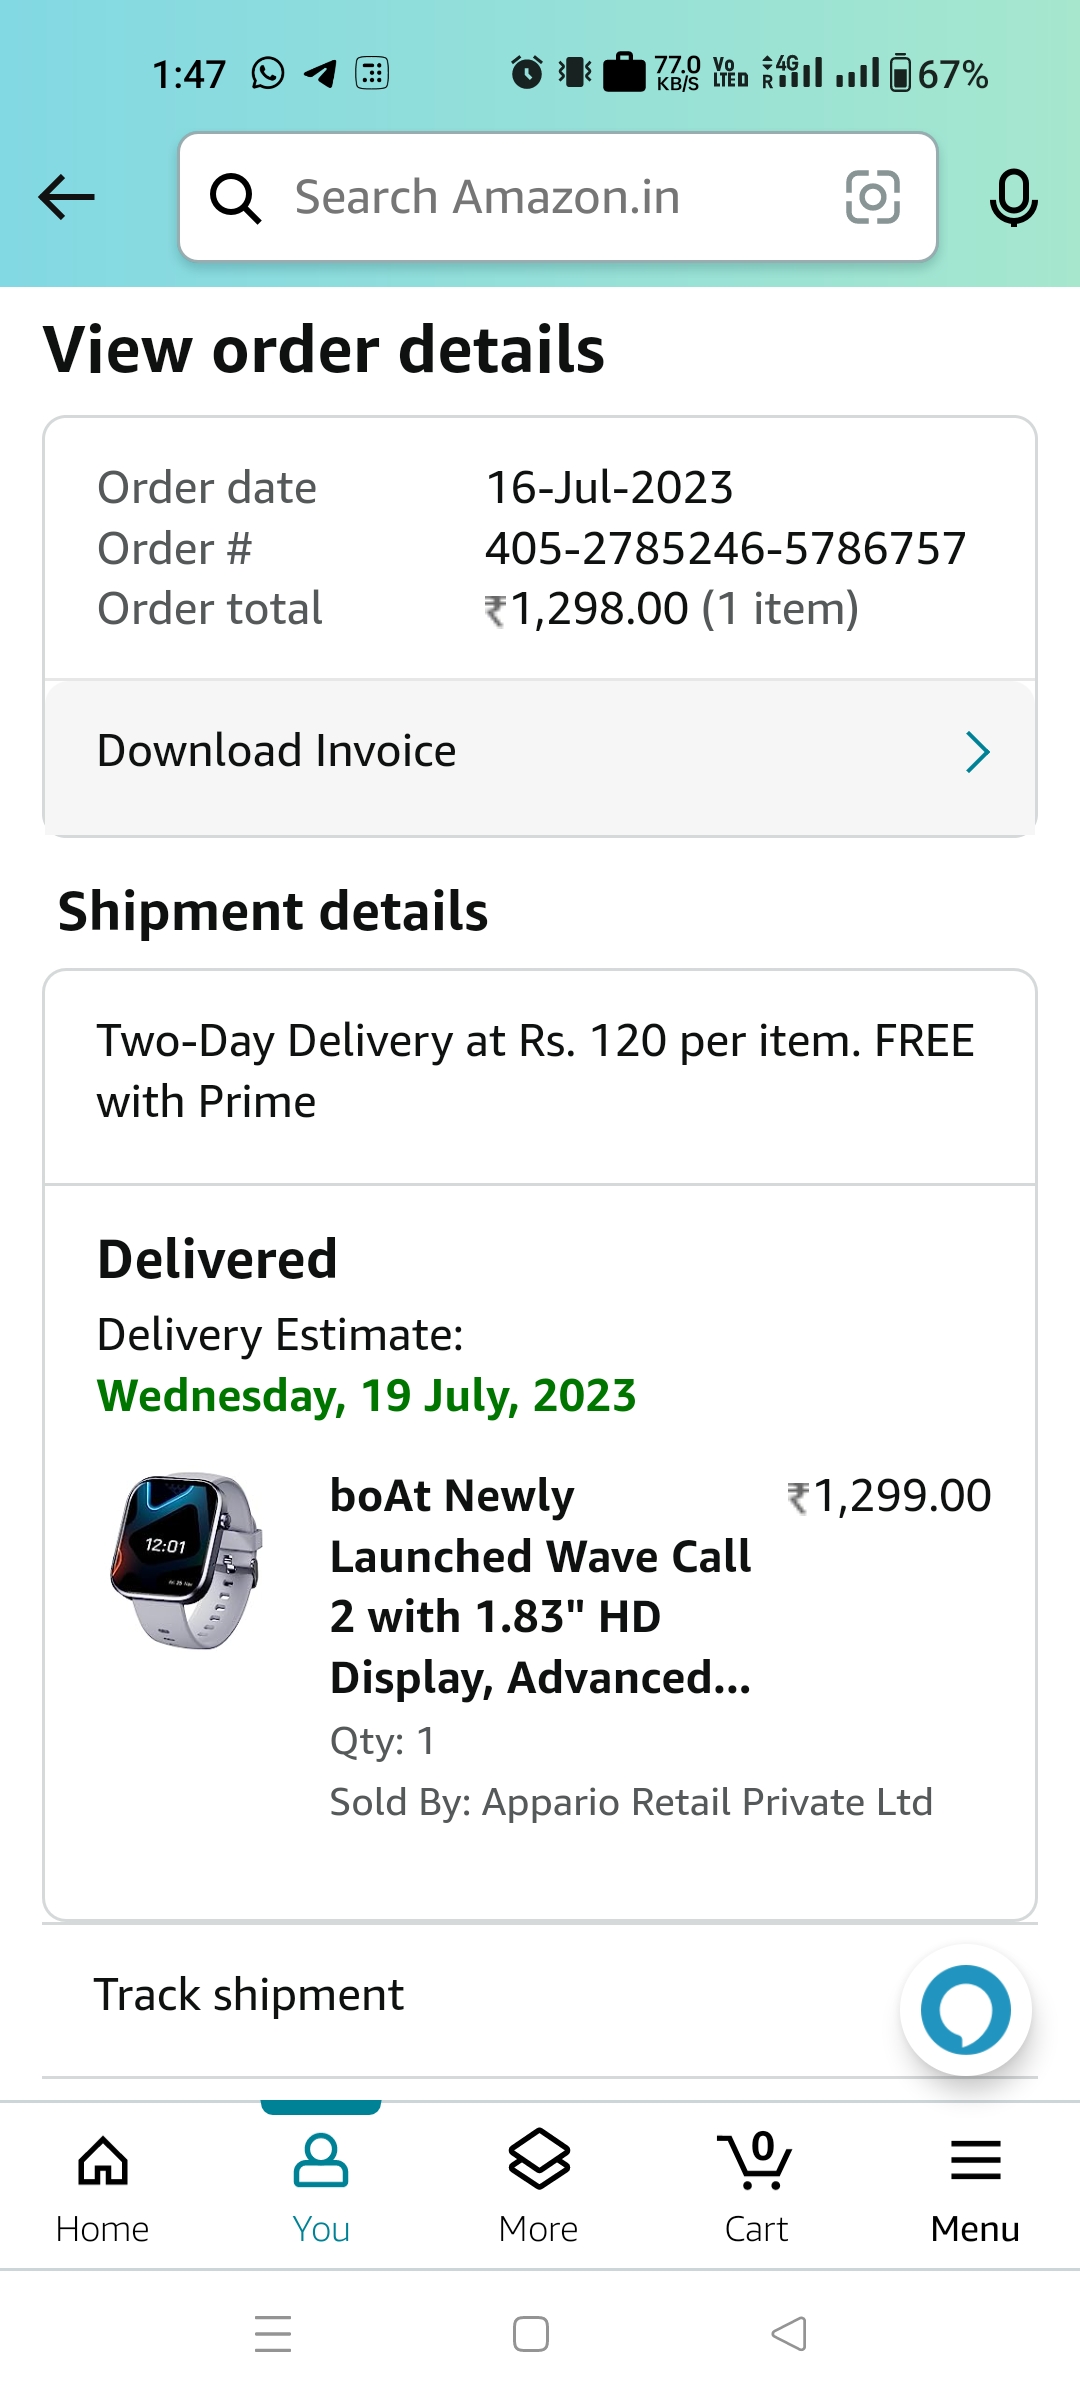 1:47 77.0 KB/S Vo LTE D 4G R 67%
Search Amazon.in
View order details
Order date 16-Jul-2023
Order # 405-2785246-5786757
Order total ₹1,298.00 (1 item)
Download Invoice
Shipment details
Two-Day Delivery at Rs. 120 per item. FREE
with Prime
Delivered
Delivery Estimate:
Wednesday, 19 July, 2023
12:01
boAt Newly ₹1,299.00
Launched Wave Call
2 with 1.83" HD
Display, Advanced...
Qty: 1
Sold By: Appario Retail Private Ltd
Track shipment
0
Home You More Cart Menu